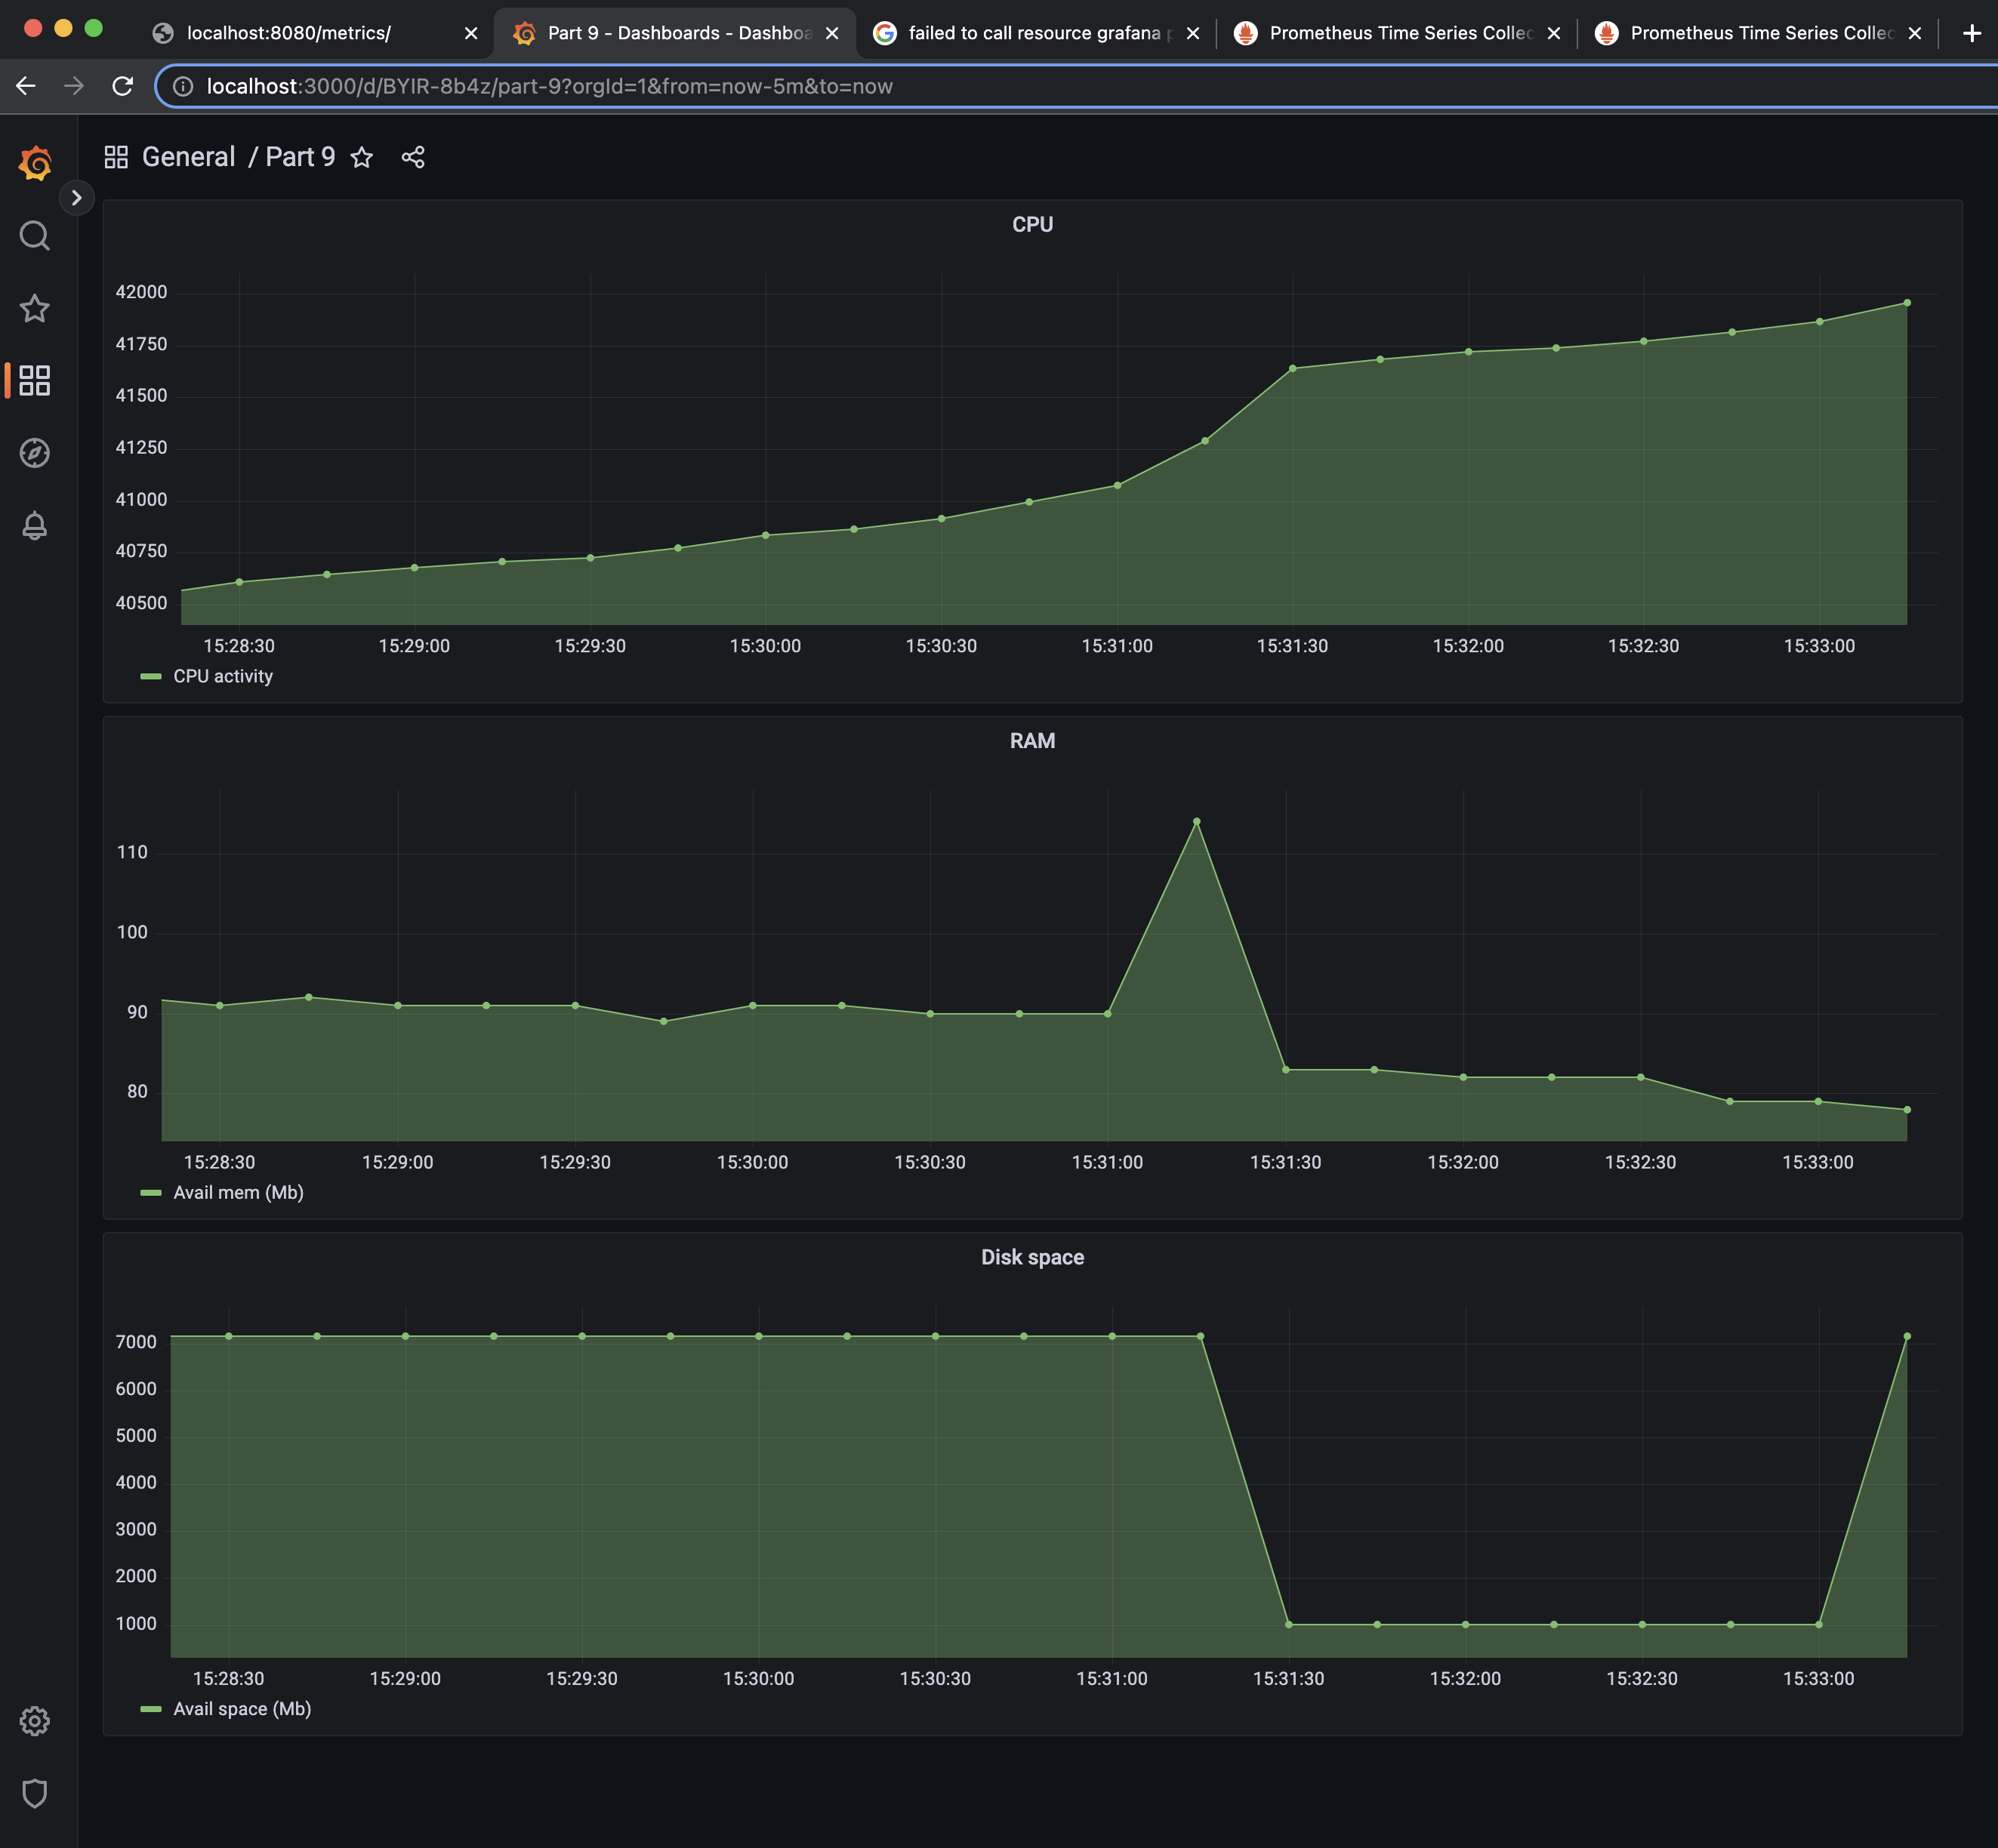 localhost:8080/metrics/
Part 9 - Dashboards - Dashboa
failed to call resource grafana
Prometheus Time Series Collec
Prometheus Time Series Collec
localhost:3000/d/BYIR-8b4z/part-9?orgId=1&from=now-5m&to=now
General / Part 9
CPU
42000
41750
41500
41250
41000
40750
40500
15:28:30 15:29:00 15:29:30 15:30:00 15:30:30 15:31:00 15:31:30 15:32:00 15:32:30 15:33:00
CPU activity
RAM
110
100
90
80
15:28:30 15:29:00 15:29:30 15:30:00 15:30:30 15:31:00 15:31:30 15:32:00 15:32:30 15:33:00
Avail mem (Mb)
Disk space
7000
6000
5000
4000
3000
2000
1000
15:28:30 15:29:00 15:29:30 15:30:00 15:30:30 15:31:00 15:31:30 15:32:00 15:32:30 15:33:00
Avail space (Mb)